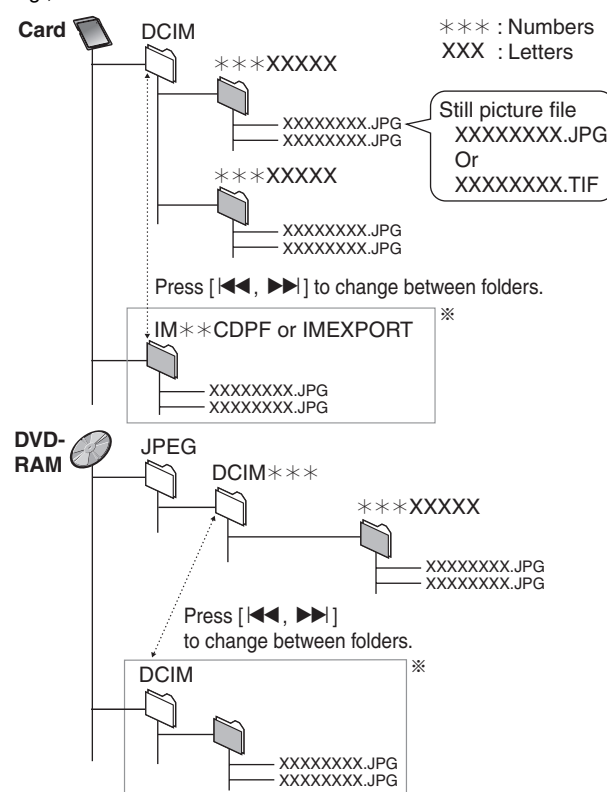 Card
DCIM
∗∗∗ : Numbers
XXX : Letters
∗∗∗XXXXX
XXXXXXXX.JPG
XXXXXXXX.JPG
Still picture file
XXXXXXXX.JPG
Or
XXXXXXXX.TIF
∗∗∗XXXXX
XXXXXXXX.JPG
XXXXXXXX.JPG
Press [⏮, ⏭] to change between folders.
※
IM∗∗CDPF or IMEXPORT
XXXXXXXX.JPG
XXXXXXXX.JPG
DVD-
RAM
JPEG
DCIM∗∗∗
∗∗∗XXXXX
XXXXXXXX.JPG
XXXXXXXX.JPG
Press [⏮, ⏭]
to change between folders.
※
DCIM
XXXXXXXX.JPG
XXXXXXXX.JPG